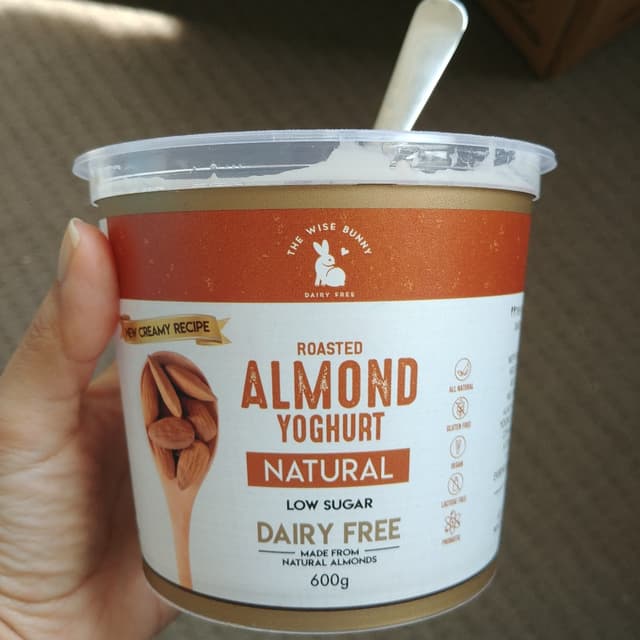 THE WISE BUNNY
DAIRY FREE
NEW CREAMY RECIPE
ROASTED
ALMOND
YOGHURT
NATURAL
LOW SUGAR
DAIRY FREE
MADE FROM
NATURAL ALMONDS
600g
ALL NATURAL
GLUTEN FREE
VEGAN
LACTOSE FREE
PROBIOTIC